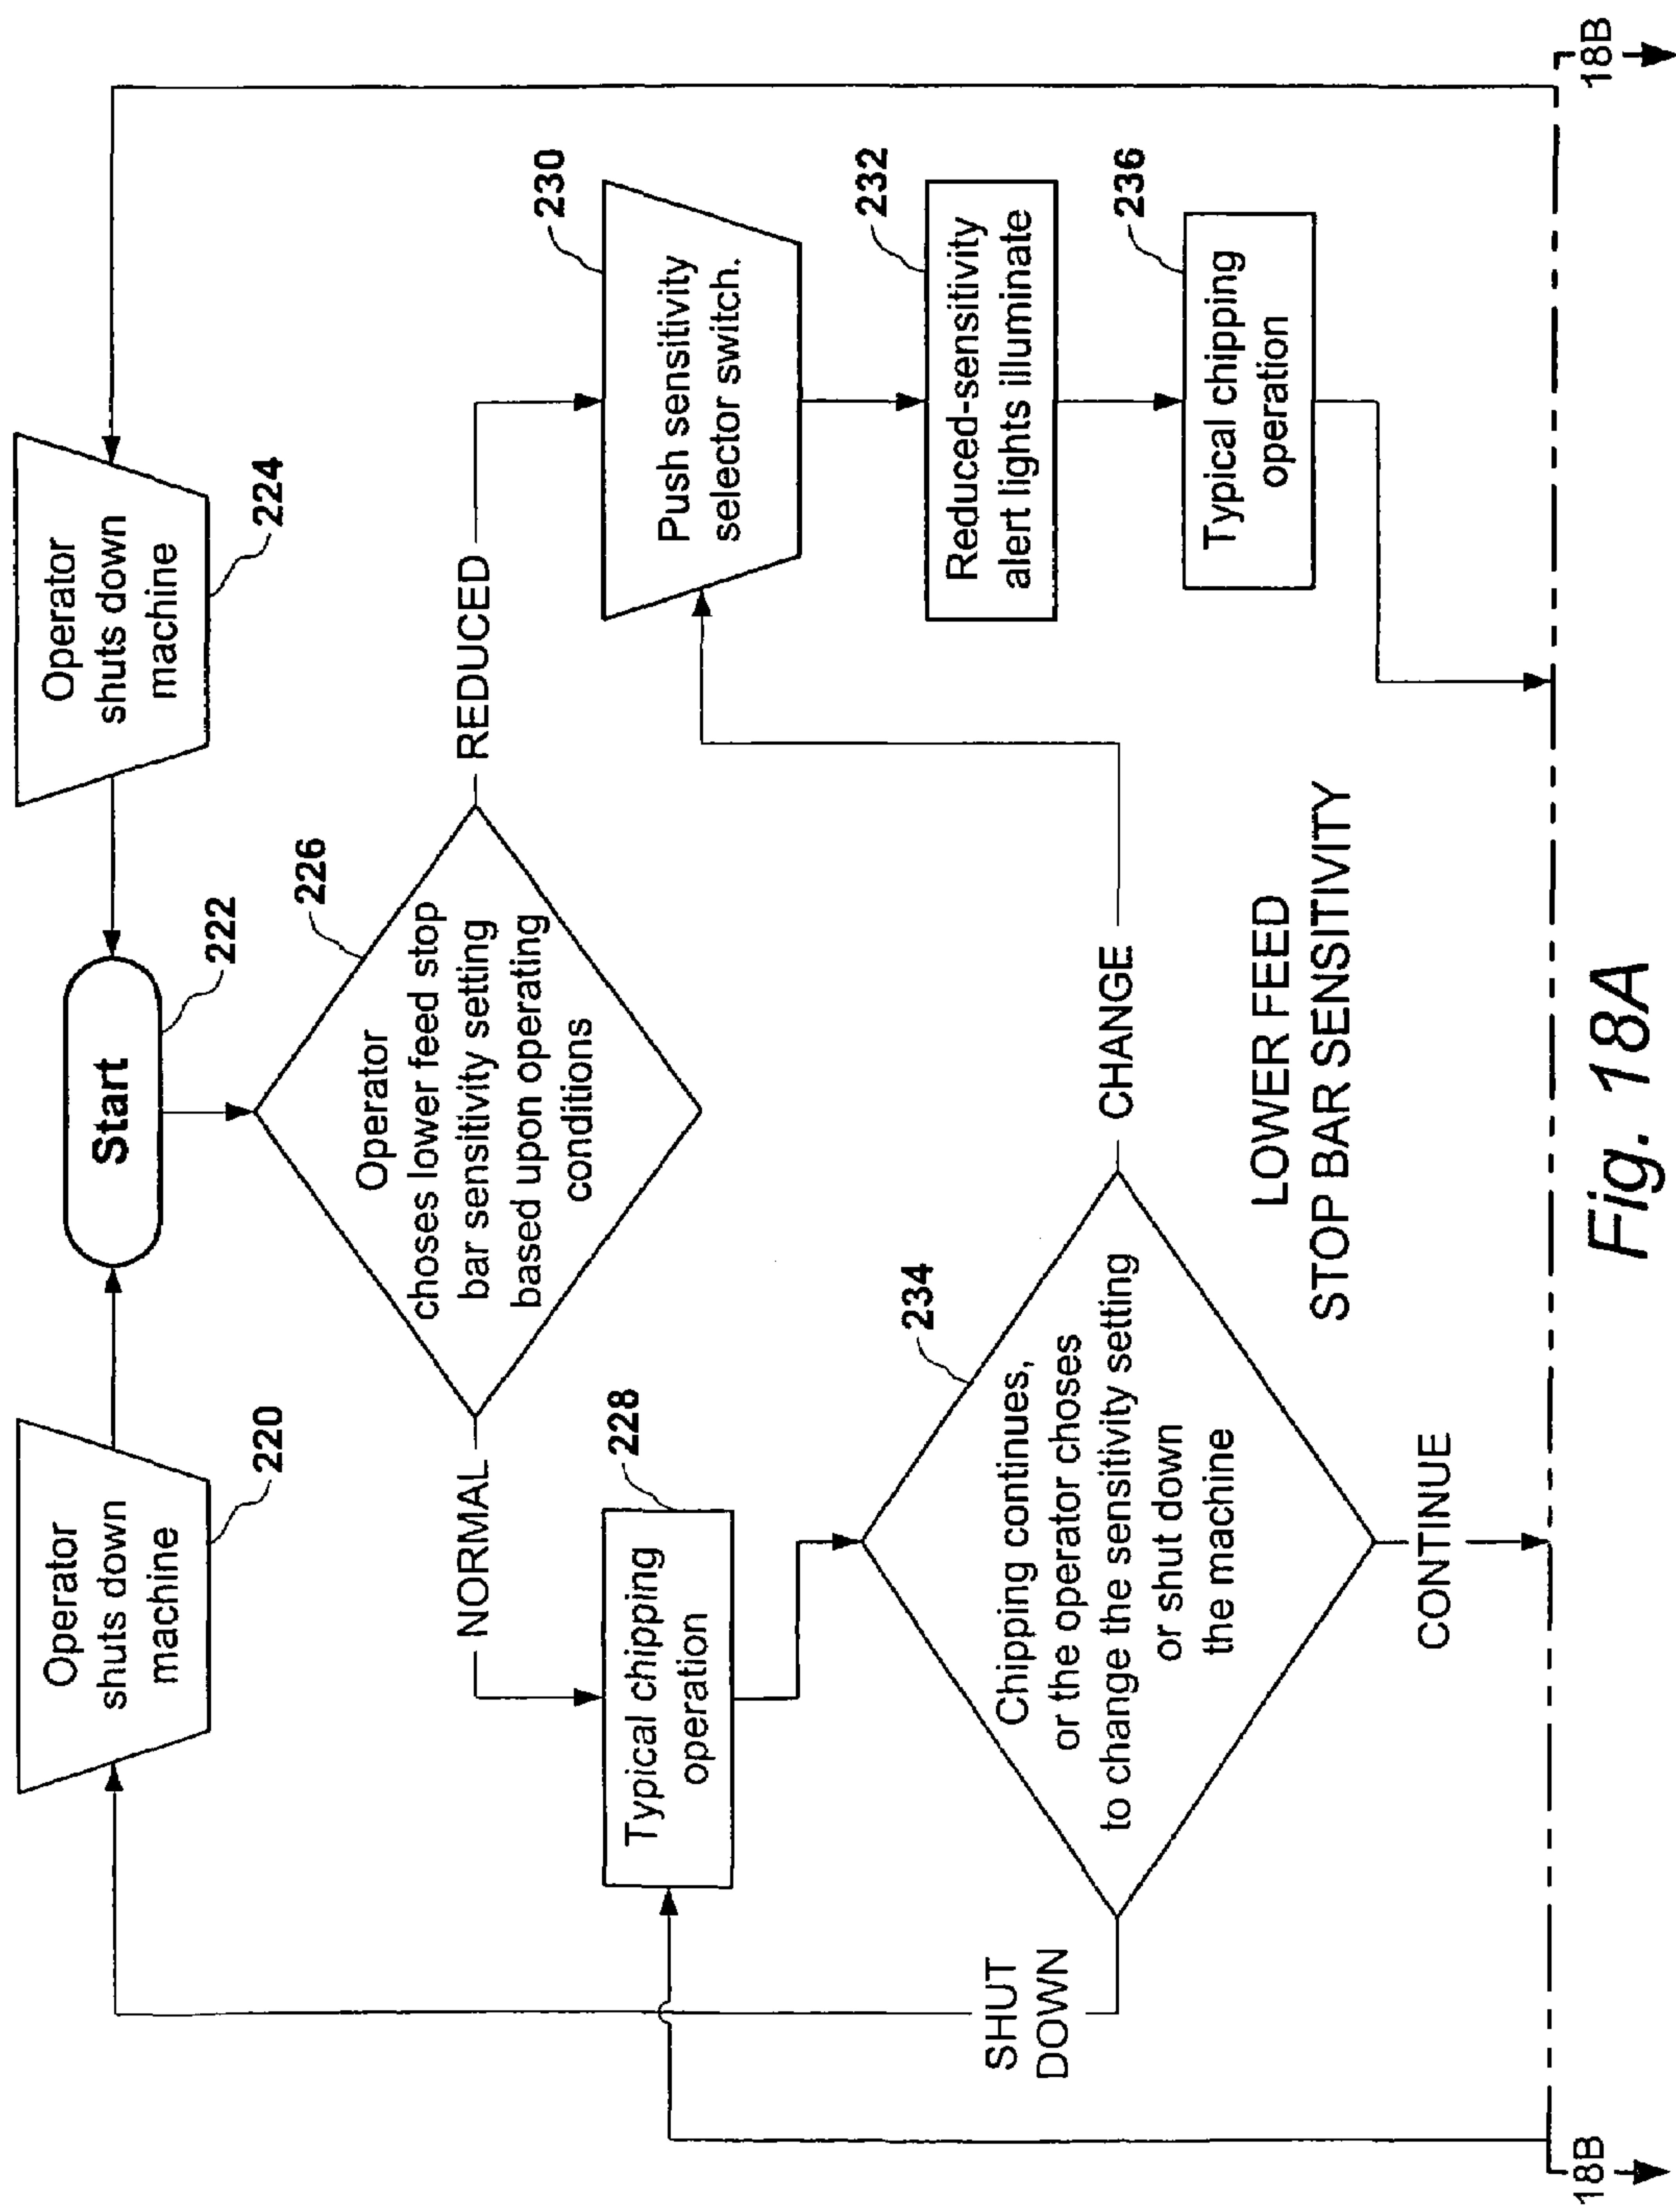 Operator
shuts down
machine
220
Start
222
Operator
shuts down
machine
224
Operator
choses lower feed stop
bar sensitivity setting
based upon operating
conditions
226
NORMAL
REDUCED
Typical chipping
operation
228
Push sensitivity
selector switch.
230
Reduced-sensitivity
alert lights illuminate
232
Chipping continues,
or the operator choses
to change the sensitivity setting
or shut down
the machine
234
SHUT
DOWN
CHANGE
CONTINUE
Typical chipping
operation
236
LOWER FEED
STOP BAR SENSITIVITY
18B
18B
Fig. 18A